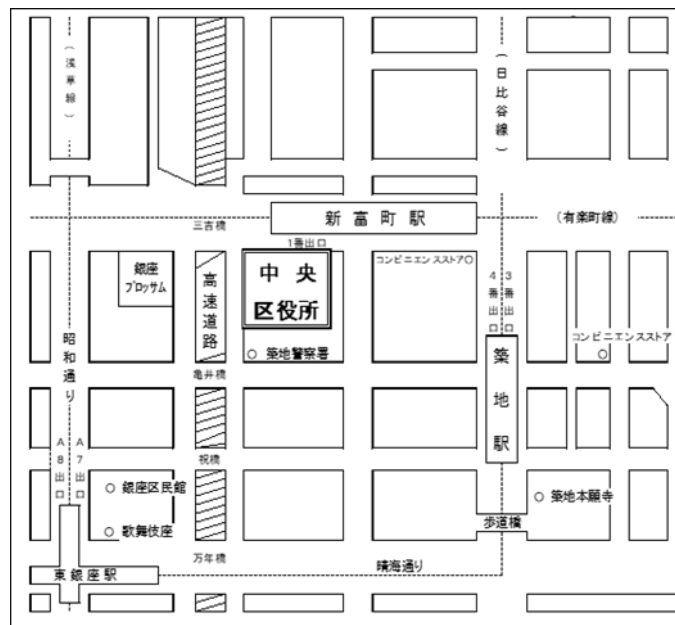 （浅草線）
（日比谷線）
新富町駅
（有楽町線）
三吉橋
1番出口
中央
区役所
銀座
ブロッサム
高速道路
コンビニエンスストア
4番出口
3番出口
コンビニエンスストア
昭和通り
築地警察署
亀井橋
築地駅
A8出口
A7出口
祝橋
銀座区民館
歌舞伎座
築地本願寺
歩道橋
万年橋
晴海通り
東銀座駅